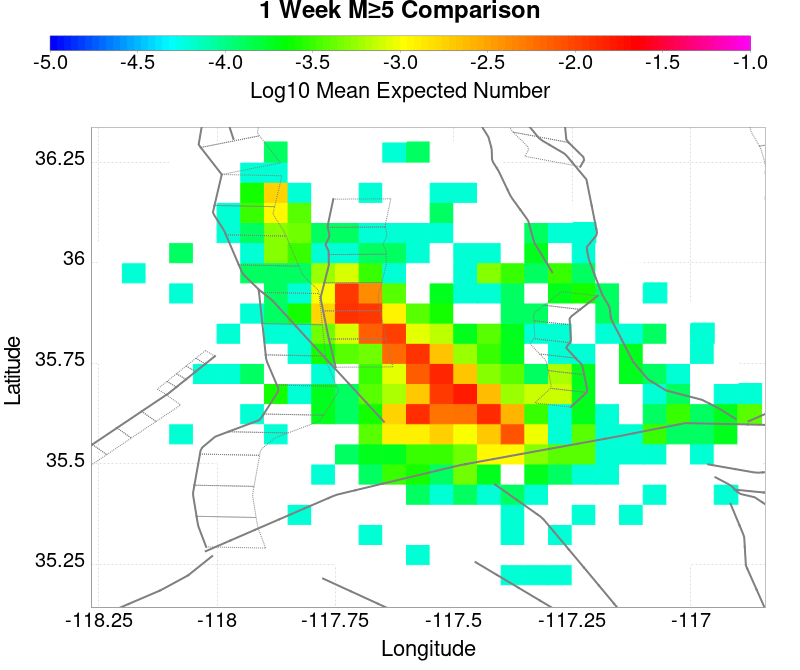 1 Week M≥5 Comparison
-5.0 -4.5 -4.0 -3.5 -3.0 -2.5 -2.0 -1.5 -1.0
Log10 Mean Expected Number
36.25
36
35.75
35.5
35.25
Latitude
-118.25 -118 -117.75 -117.5 -117.25 -117
Longitude